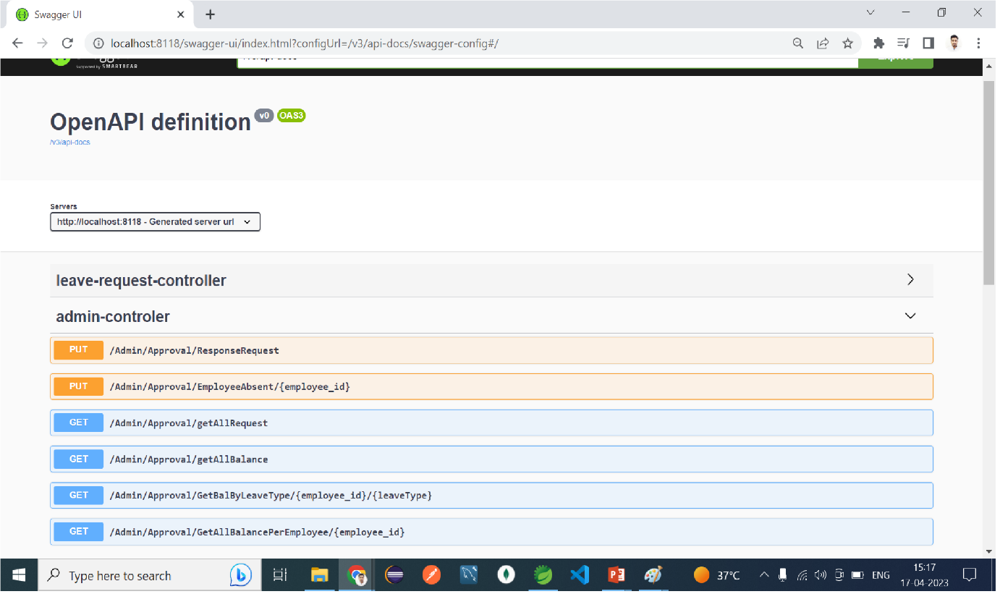 Swagger UI
localhost:8118/swagger-ui/index.html?configUrl=/v3/api-docs/swagger-config#/
Supported by SMARTBEAR
OpenAPI definition v0 OAS3
/v3/api-docs
Servers
http://localhost:8118 - Generated server url
leave-request-controller
admin-controler
PUT /Admin/Approval/ResponseRequest
PUT /Admin/Approval/EmployeeAbsent/{employee_id}
GET /Admin/Approval/getAllRequest
GET /Admin/Approval/getAllBalance
GET /Admin/Approval/GetBalByLeaveType/{employee_id}/{leaveType}
GET /Admin/Approval/GetAllBalancePerEmployee/{employee_id}
Type here to search
37°C
ENG
15:17
17-04-2023